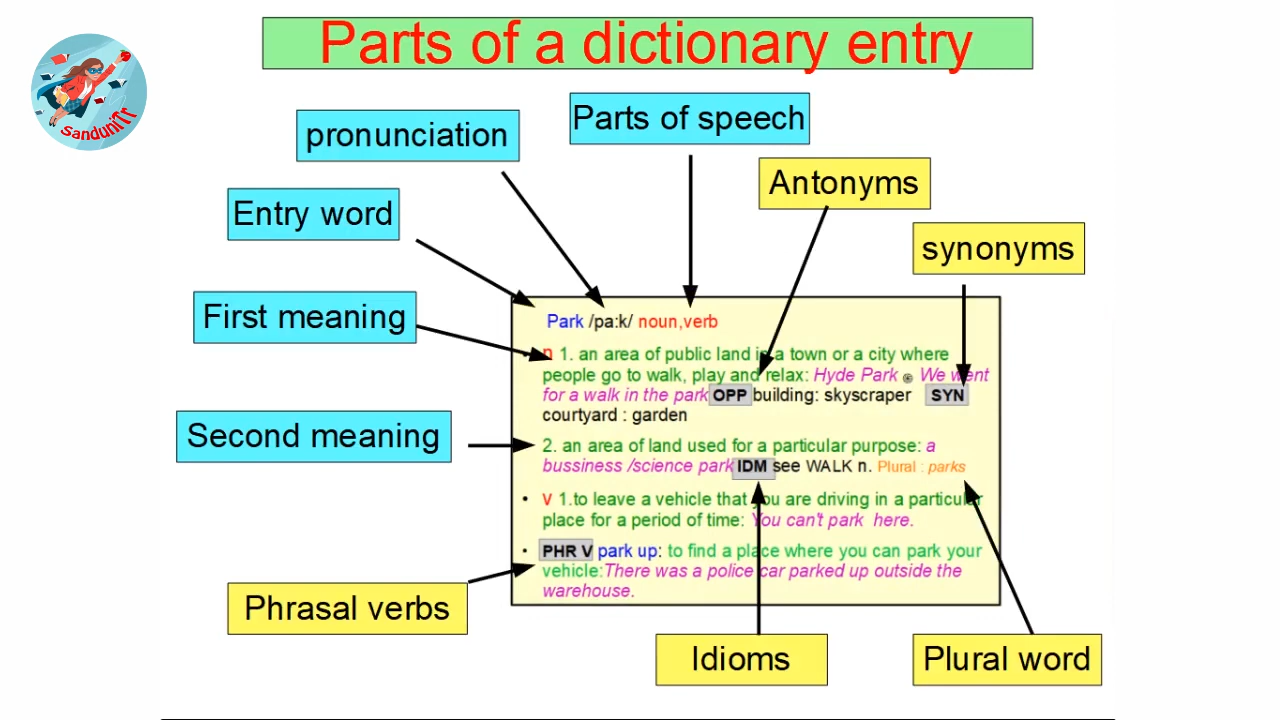 Parts of a dictionary entry
SanduniTr
pronunciation
Parts of speech
Antonyms
Entry word
synonyms
First meaning
Second meaning
Park /pa:k/ noun,verb
• n 1. an area of public land is a town or a city where
people go to walk, play and relax: Hyde Park We went
for a walk in the park OPP building: skyscraper SYN
courtyard : garden
2. an area of land used for a particular purpose: a
bussiness /science park IDM see WALK n. Plural : parks
• v 1.to leave a vehicle that you are driving in a particular
place for a period of time: You can't park here.
• PHR V park up: to find a place where you can park your
vehicle:There was a police car parked up outside the
warehouse.
Phrasal verbs
Idioms
Plural word